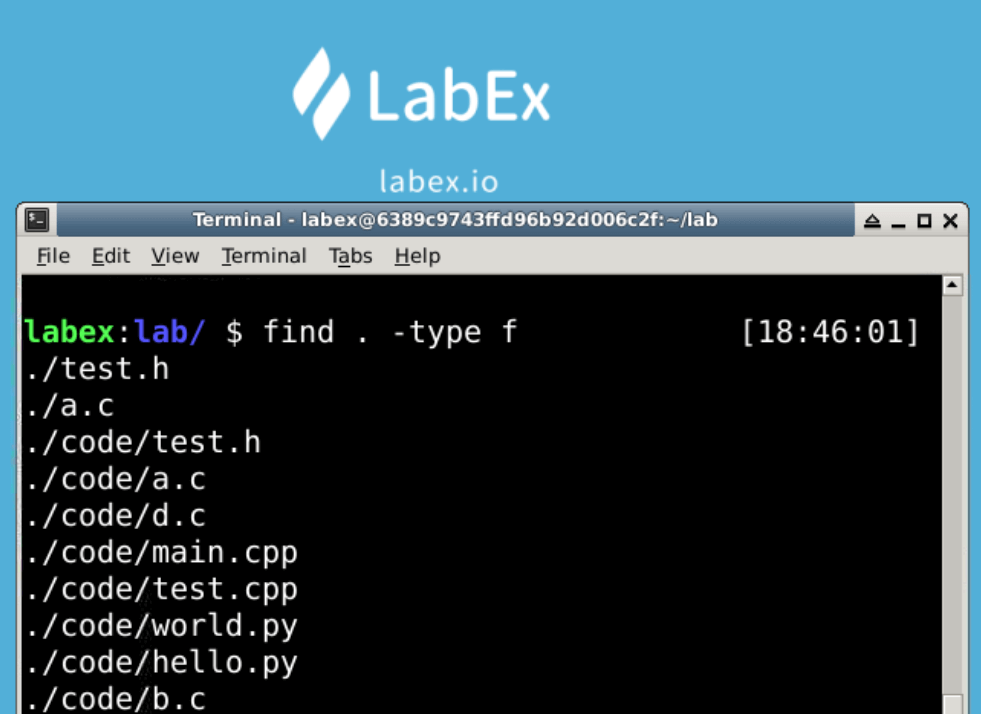 LabEx
labex.io
Terminal - labex@6389c9743ffd96b92d006c2f:~/lab
File Edit View Terminal Tabs Help
labex:lab/ $ find . -type f [18:46:01]
./test.h
./a.c
./code/test.h
./code/a.c
./code/d.c
./code/main.cpp
./code/test.cpp
./code/world.py
./code/hello.py
./code/b.c